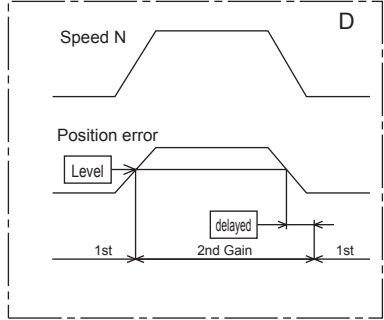 D
Speed N
Position error
Level
delayed
1st 2nd Gain 1st